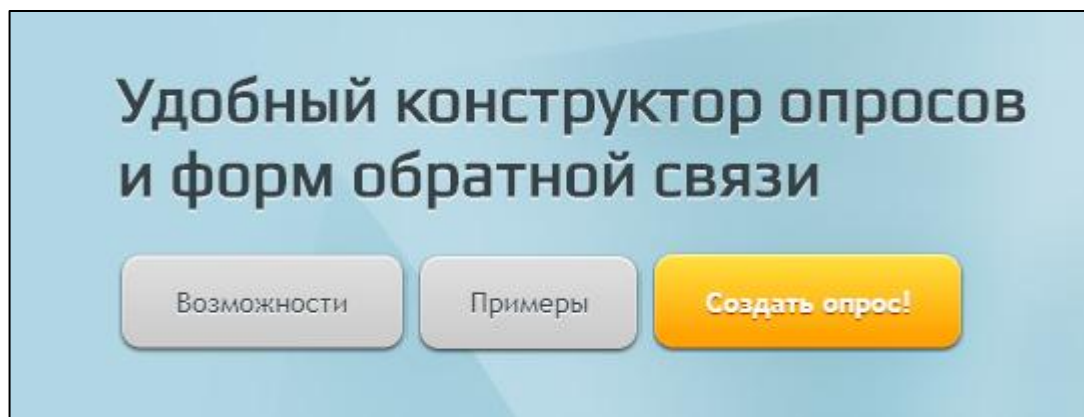 Удобный конструктор опросов
и форм обратной связи
Возможности Примеры Создать опрос!